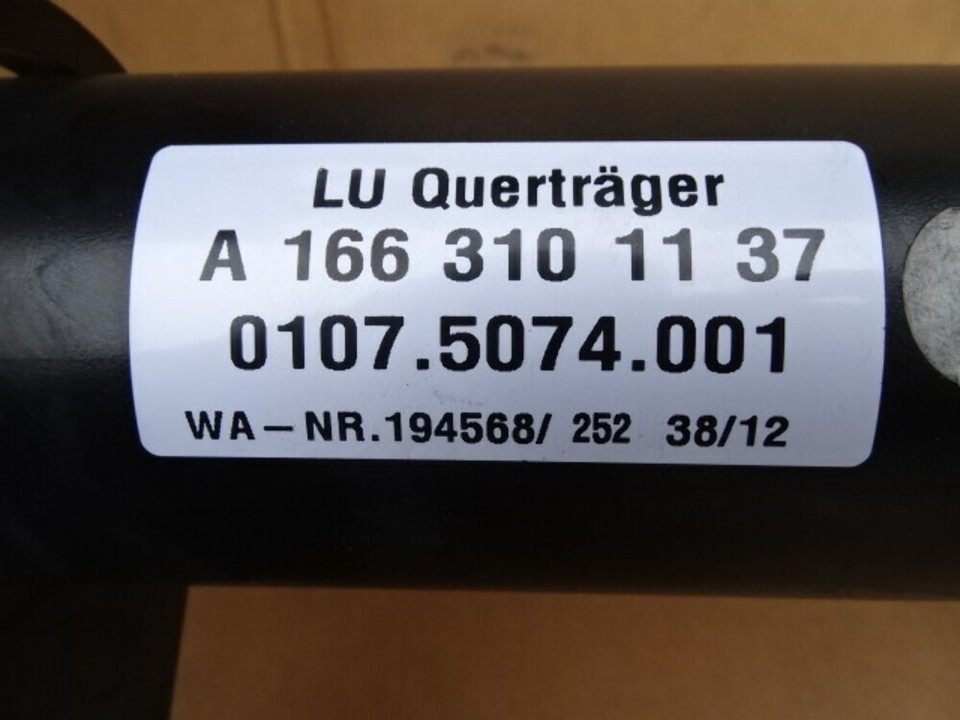 LU Querträger
A 166 310 11 37
0107.5074.001
WA-NR.194568/ 252 38/12